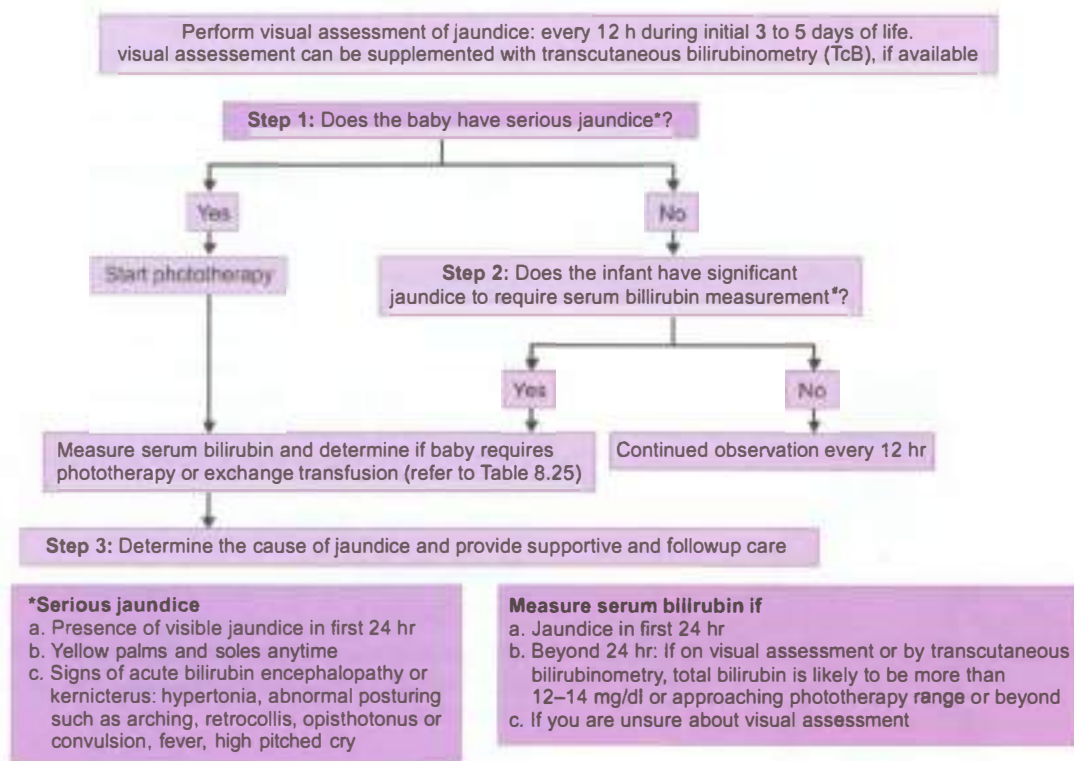 Perform visual assessment of jaundice: every 12 h during initial 3 to 5 days of life.
visual assessement can be supplemented with transcutaneous bilirubinometry (TcB), if available
Step 1: Does the baby have serious jaundice*?
Yes
No
Start phototherapy
Step 2: Does the infant have significant
jaundice to require serum billirubin measurement#?
Yes
No
Measure serum bilirubin and determine if baby requires
phototherapy or exchange transfusion (refer to Table 8.25)
Continued observation every 12 hr
Step 3: Determine the cause of jaundice and provide supportive and followup care
*Serious jaundice
a. Presence of visible jaundice in first 24 hr
b. Yellow palms and soles anytime
c. Signs of acute bilirubin encephalopathy or
kernicterus: hypertonia, abnormal posturing
such as arching, retrocollis, opisthotonus or
convulsion, fever, high pitched cry
Measure serum bilirubin if
a. Jaundice in first 24 hr
b. Beyond 24 hr: If on visual assessment or by transcutaneous
bilirubinometry, total bilirubin is likely to be more than
12–14 mg/dl or approaching phototherapy range or beyond
c. If you are unsure about visual assessment